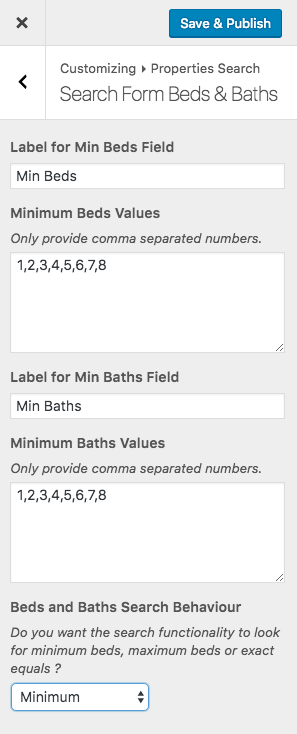 Save & Publish
Customizing ▸ Properties Search
Search Form Beds & Baths
Label for Min Beds Field
Min Beds
Minimum Beds Values
Only provide comma separated numbers.
1,2,3,4,5,6,7,8
Label for Min Baths Field
Min Baths
Minimum Baths Values
Only provide comma separated numbers.
1,2,3,4,5,6,7,8
Beds and Baths Search Behaviour
Do you want the search functionality to look
for minimum beds, maximum beds or exact
equals ?
Minimum